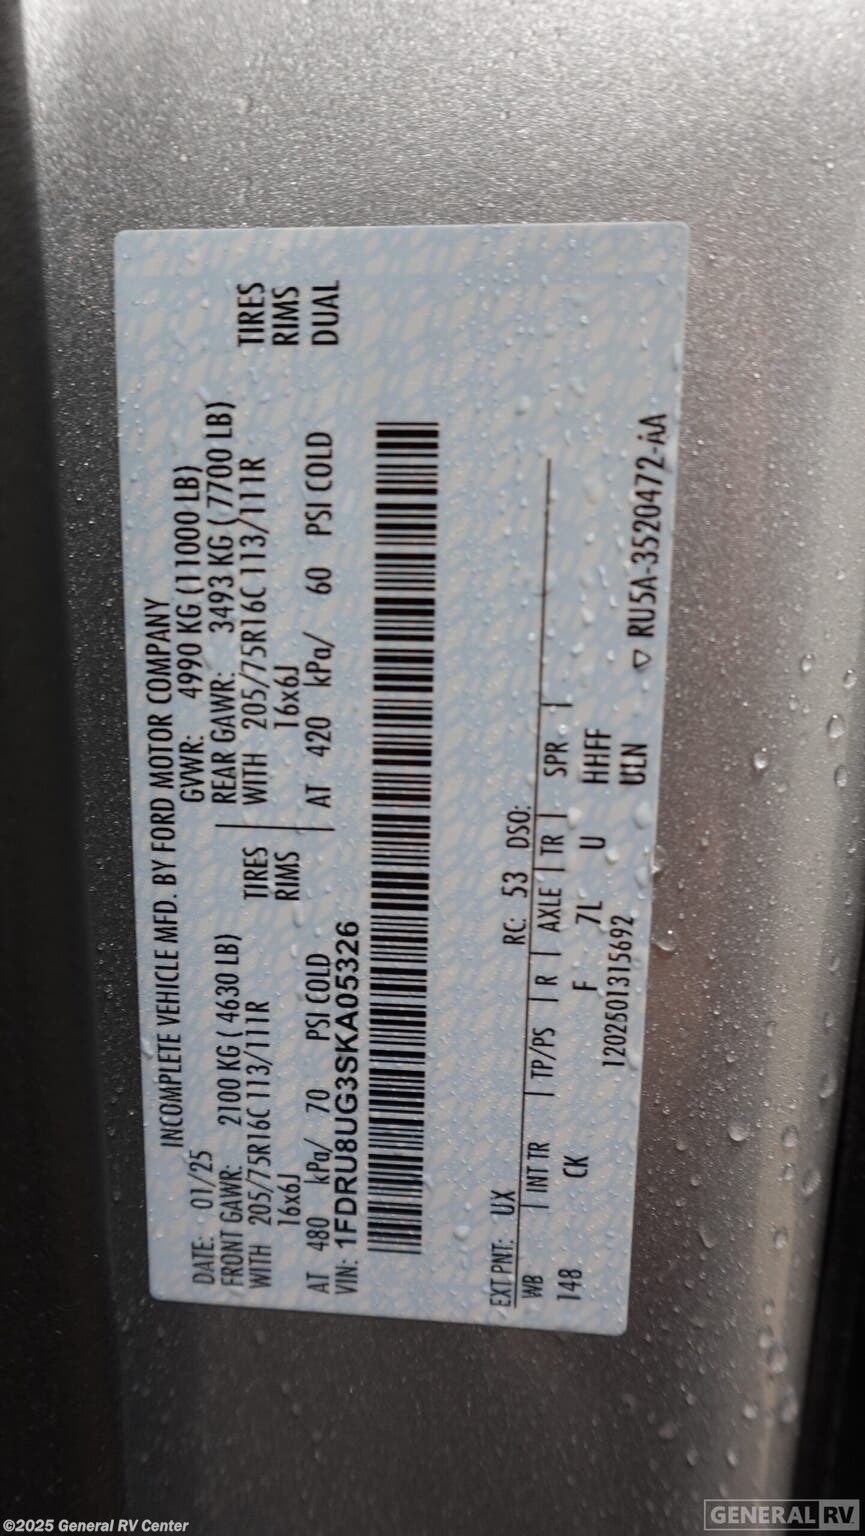 INCOMPLETE VEHICLE MFD. BY FORD MOTOR COMPANY
DATE: 01/25 GVWR: 4990 KG (11000 LB)
FRONT GAWR: 2100 KG ( 4630 LB) REAR GAWR: 3493 KG ( 7700 LB)
WITH 205/75R16C 113/111R TIRES WITH 205/75R16C 113/111R TIRES
16x6J RIMS 16x6J RIMS
AT 480 kPa/ 70 PSI COLD AT 420 kPa/ 60 PSI COLD DUAL
VIN: 1FDRU8UG3SKA05326
EXT PNT: UX RC: 53 DSO:
WB INT TR TP/PS R AXLE TR SPR
148 CK F 7L U HHFF
1202501315692 ULN
RU5A-3520472-AA
©2025 General RV Center
GENERAL RV